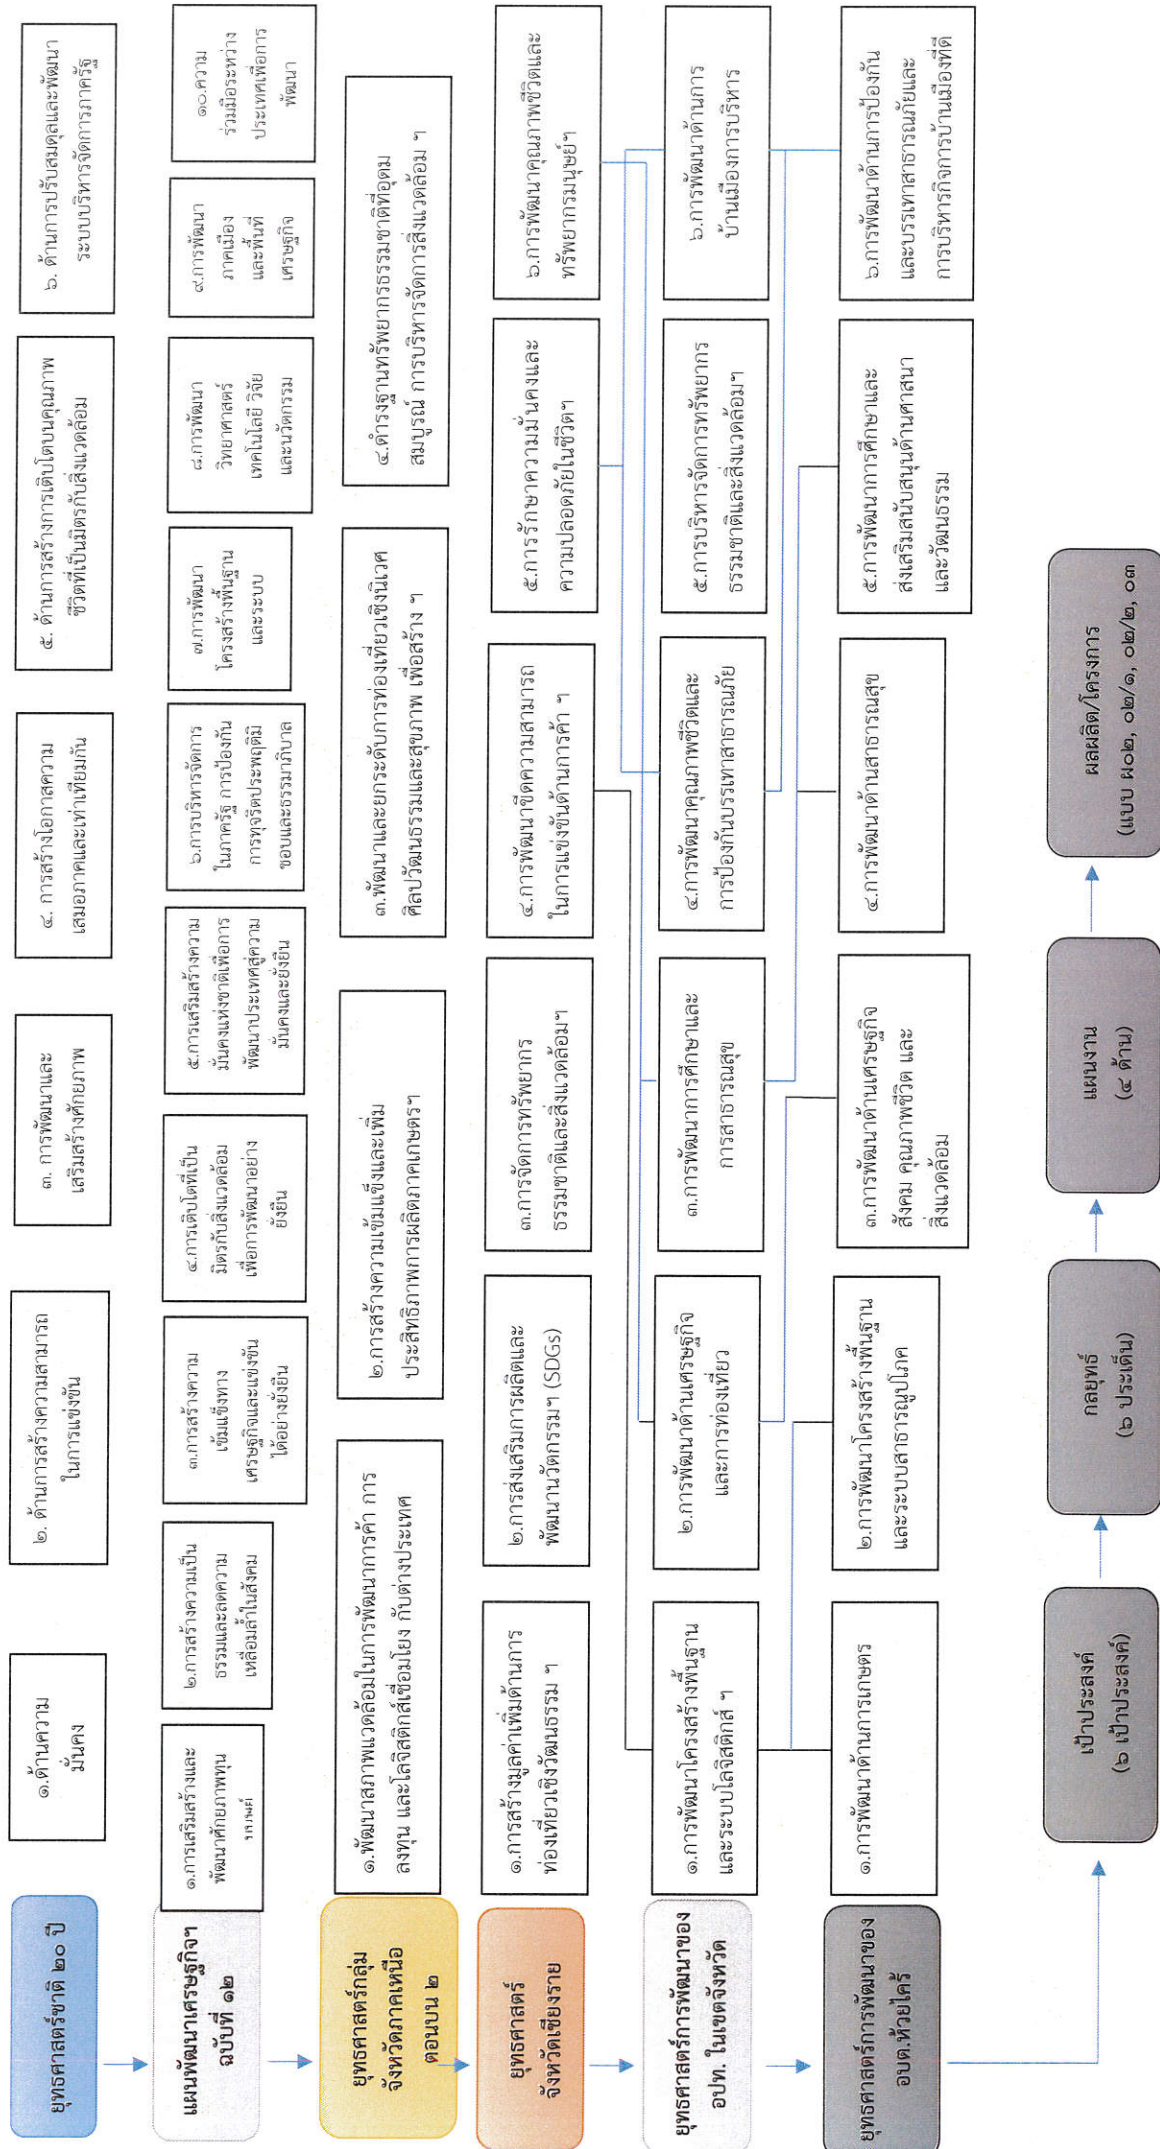 ยุทธศาสตร์ชาติ ๒๐ ปี
๑.ด้านความ
มั่นคง
๒. ด้านการสร้างความสามารถ
ในการแข่งขัน
๓. การพัฒนาและ
เสริมสร้างศักยภาพ
๔. การสร้างโอกาสความ
เสมอภาคและเท่าเทียมกัน
๕. ด้านการสร้างการเติบโตบนคุณภาพ
ชีวิตที่เป็นมิตรกับสิ่งแวดล้อม
๖. ด้านการปรับสมดุลและพัฒนา
ระบบบริหารจัดการภาครัฐ
แผนพัฒนาเศรษฐกิจฯ
ฉบับที่ ๑๒
๑.การเสริมสร้างและ
พัฒนาศักยภาพทุน
๒.การสร้างความเป็น
ธรรมและลดความ
เหลื่อมล้ำในสังคม
๓.การสร้างความ
เข้มแข็งทาง
เศรษฐกิจและแข่งขัน
ได้อย่างยั่งยืน
๔.การเติบโตที่เป็น
มิตรกับสิ่งแวดล้อม
เพื่อการพัฒนาอย่าง
ยั่งยืน
๕.การเสริมสร้างความ
มั่นคงแห่งชาติเพื่อการ
พัฒนาประเทศสู่ความ
มั่นคงและยั่งยืน
๖.การบริหารจัดการ
ในภาครัฐ การป้องกัน
การทุจริตประพฤติมิ
ชอบและธรรมาภิบาล
๗.การพัฒนา
โครงสร้างพื้นฐาน
และระบบ
๘.การพัฒนา
วิทยาศาสตร์
เทคโนโลยี วิจัย
และนวัตกรรม
๙.การพัฒนา
ภาคเมือง
และพื้นที่
เศรษฐกิจ
๑๐.ความ
ร่วมมือระหว่าง
ประเทศเพื่อการ
พัฒนา
ยุทธศาสตร์กลุ่ม
จังหวัดภาคเหนือ
ตอนบน ๒
๑.พัฒนาสภาพแวดล้อมในการพัฒนาการค้า การ
ลงทุน และโลจิสติกส์เชื่อมโยง กับต่างประเทศ
๒.การสร้างความเข้มแข็งและเพิ่ม
ประสิทธิภาพการผลิตภาคเกษตรฯ
๓.พัฒนาและยกระดับการท่องเที่ยวเชิงนิเวศ
ศิลปวัฒนธรรมและสุขภาพ เพื่อสร้าง ฯ
๔.ดำรงฐานทรัพยากรธรรมชาติที่อุดม
สมบูรณ์ การบริหารจัดการสิ่งแวดล้อม ฯ
ยุทธศาสตร์
จังหวัดเชียงราย
๑.การสร้างมูลค่าเพิ่มด้านการ
ท่องเที่ยวเชิงวัฒนธรรม ฯ
๒.การส่งเสริมการผลิตและ
พัฒนานวัตกรรมฯ (SDGs)
๓.การจัดการทรัพยากร
ธรรมชาติและสิ่งแวดล้อมฯ
๔.การพัฒนาขีดความสามารถ
ในการแข่งขันด้านการค้า ฯ
๕.การรักษาความมั่นคงและ
ความปลอดภัยในชีวิตฯ
๖.การพัฒนาคุณภาพชีวิตและ
ทรัพยากรมนุษย์ฯ
ยุทธศาสตร์การพัฒนาของ
อปท. ในเขตจังหวัด
๑.การพัฒนาโครงสร้างพื้นฐาน
และระบบโลจิสติกส์ ฯ
๒.การพัฒนาด้านเศรษฐกิจ
และการท่องเที่ยว
๓.การพัฒนาการศึกษาและ
การสาธารณสุข
๔.การพัฒนาคุณภาพชีวิตและ
การป้องกันบรรเทาสาธารณภัย
๕.การบริหารจัดการทรัพยากร
ธรรมชาติและสิ่งแวดล้อมฯ
๖.การพัฒนาด้านการ
บ้านเมืองการบริหาร
ยุทธศาสตร์การพัฒนาของ
อบต.ห้วยไคร้
๑.การพัฒนาด้านการเกษตร
๒.การพัฒนาโครงสร้างพื้นฐาน
และระบบสาธารณูปโภค
๓.การพัฒนาด้านเศรษฐกิจ
สังคม คุณภาพชีวิต และ
สิ่งแวดล้อม
๔.การพัฒนาด้านสาธารณสุข
๕.การพัฒนาการศึกษาและ
ส่งเสริมสนับสนุนด้านศาสนา
และวัฒนธรรม
๖.การพัฒนาด้านการป้องกัน
และบรรเทาสาธารณภัยและ
การบริหารกิจการบ้านเมืองที่ดี
เป้าประสงค์
(๖ เป้าประสงค์)
กลยุทธ์
(๖ ประเด็น)
แผนงาน
(๔ ด้าน)
ผลผลิต/โครงการ
(แบบ ผ๐๒, ๐๒/๑, ๐๒/๒, ๐๓